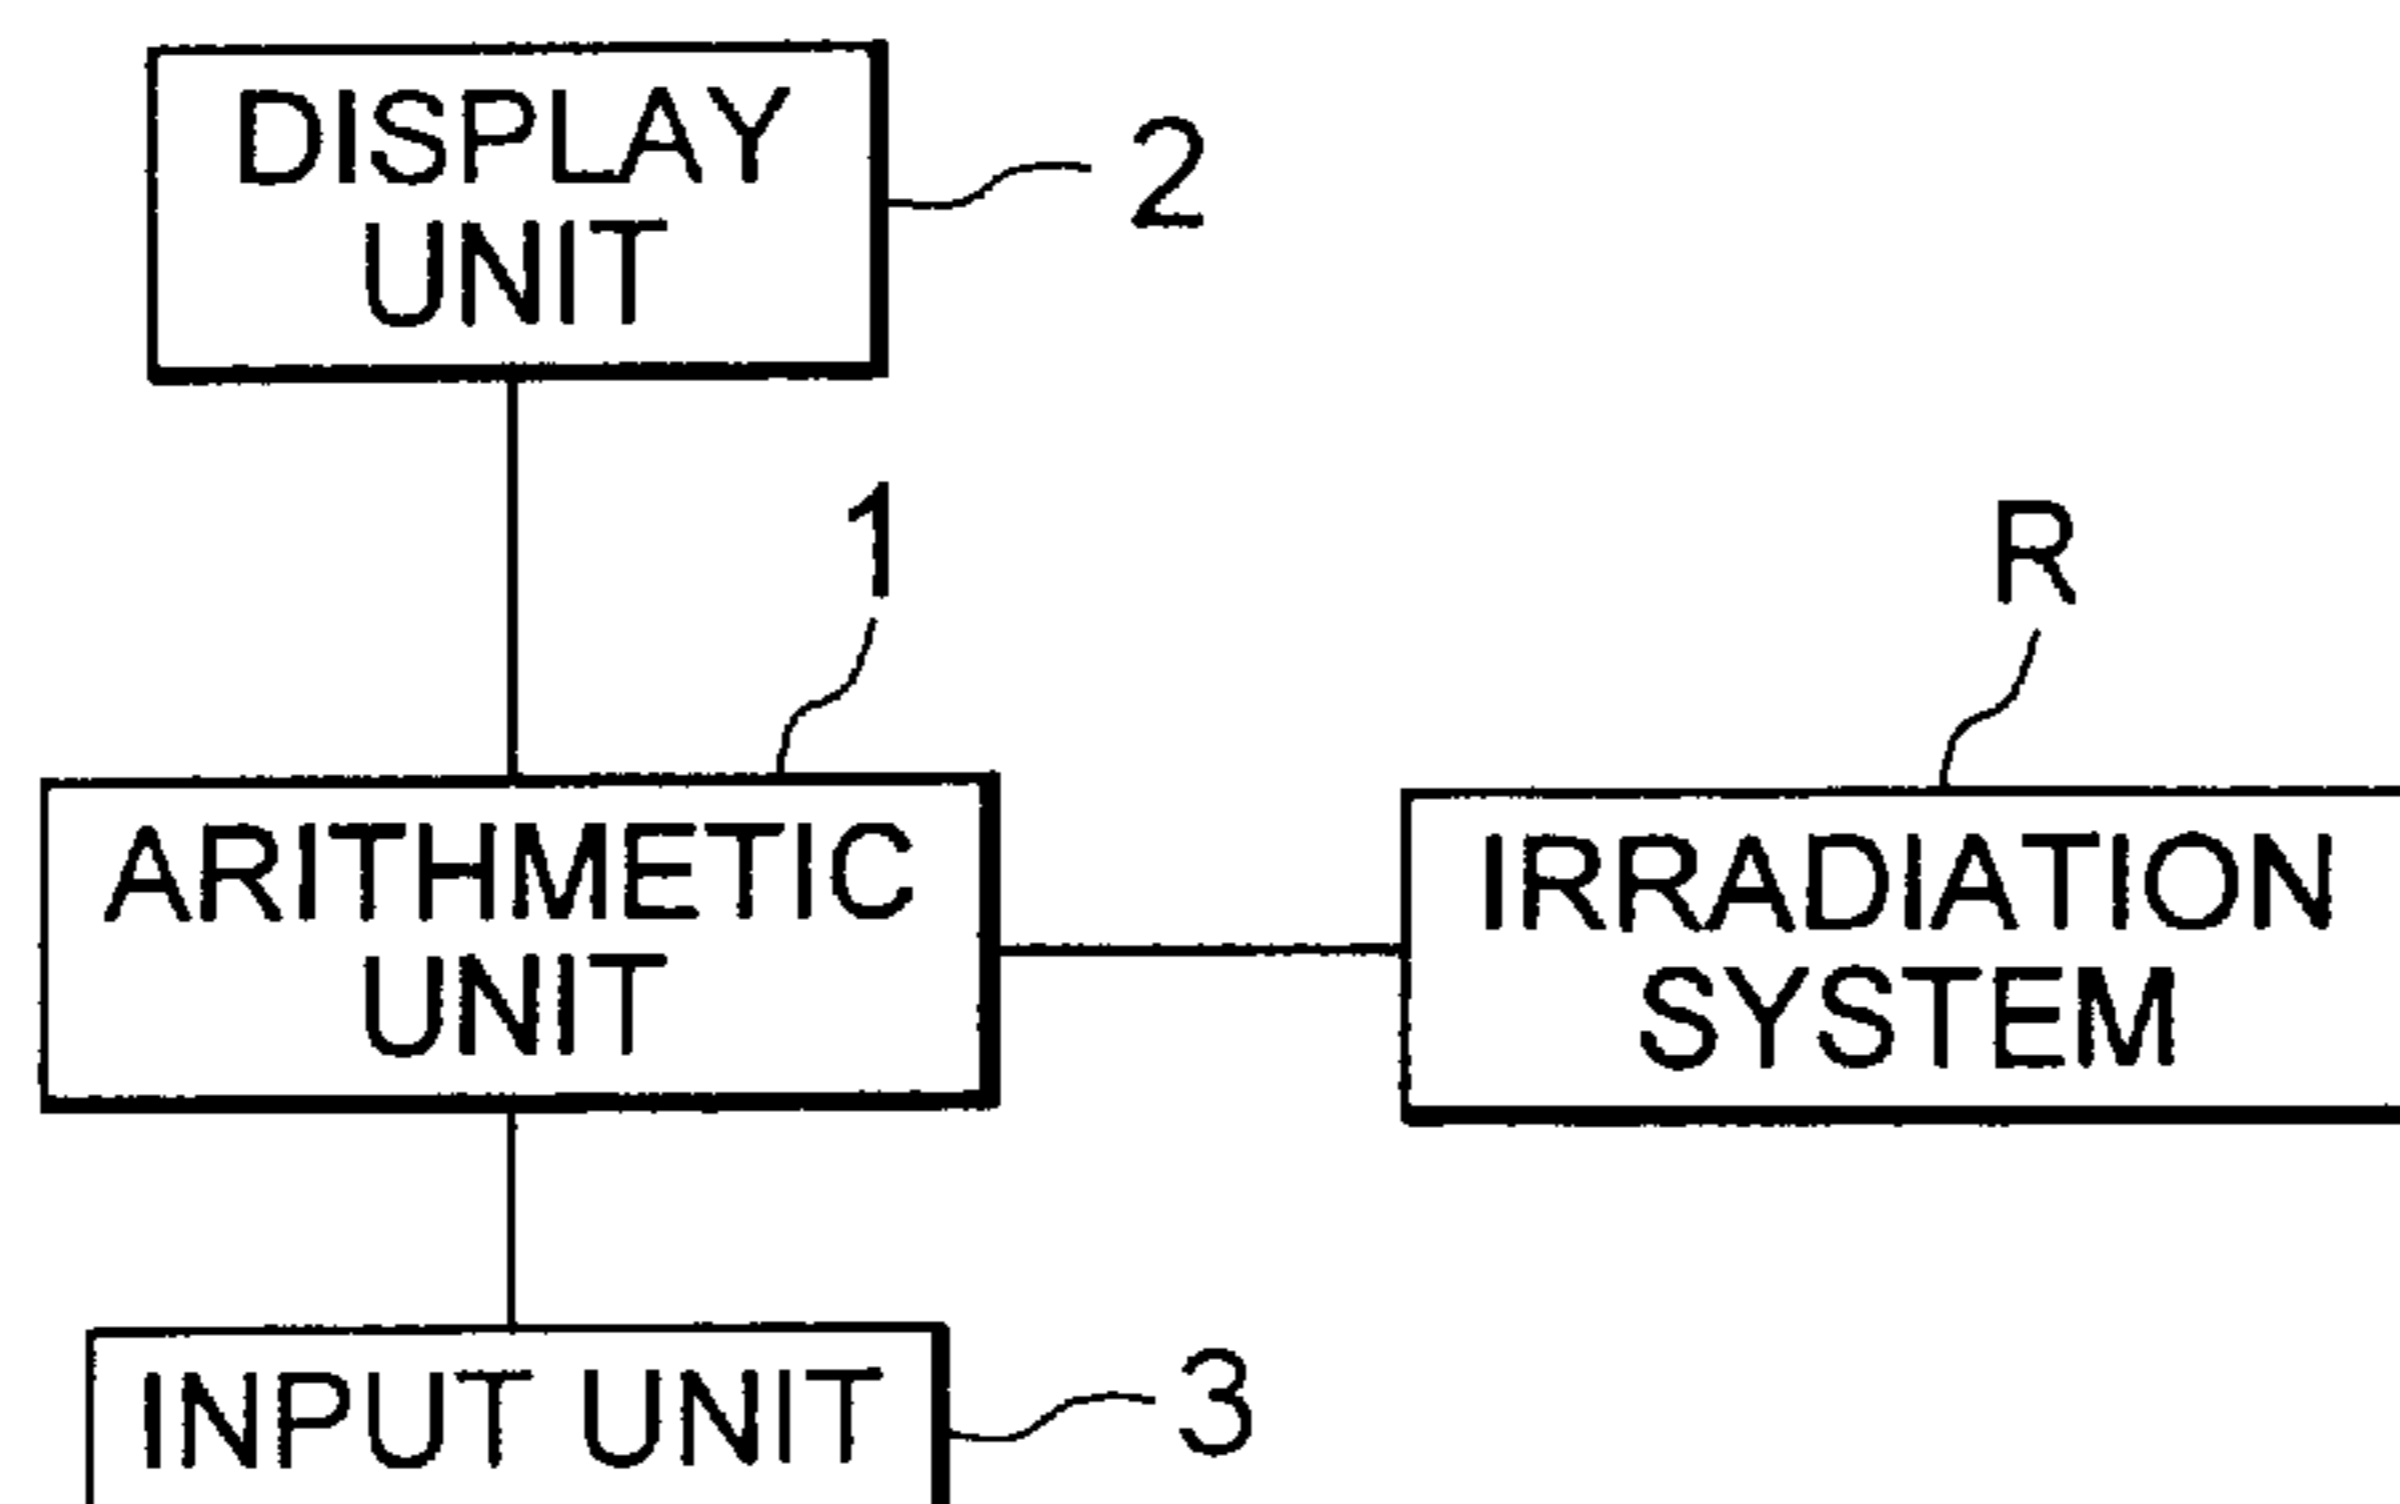 DISPLAY
UNIT
2
1
R
ARITHMETIC
UNIT
IRRADIATION
SYSTEM
INPUT UNIT
3